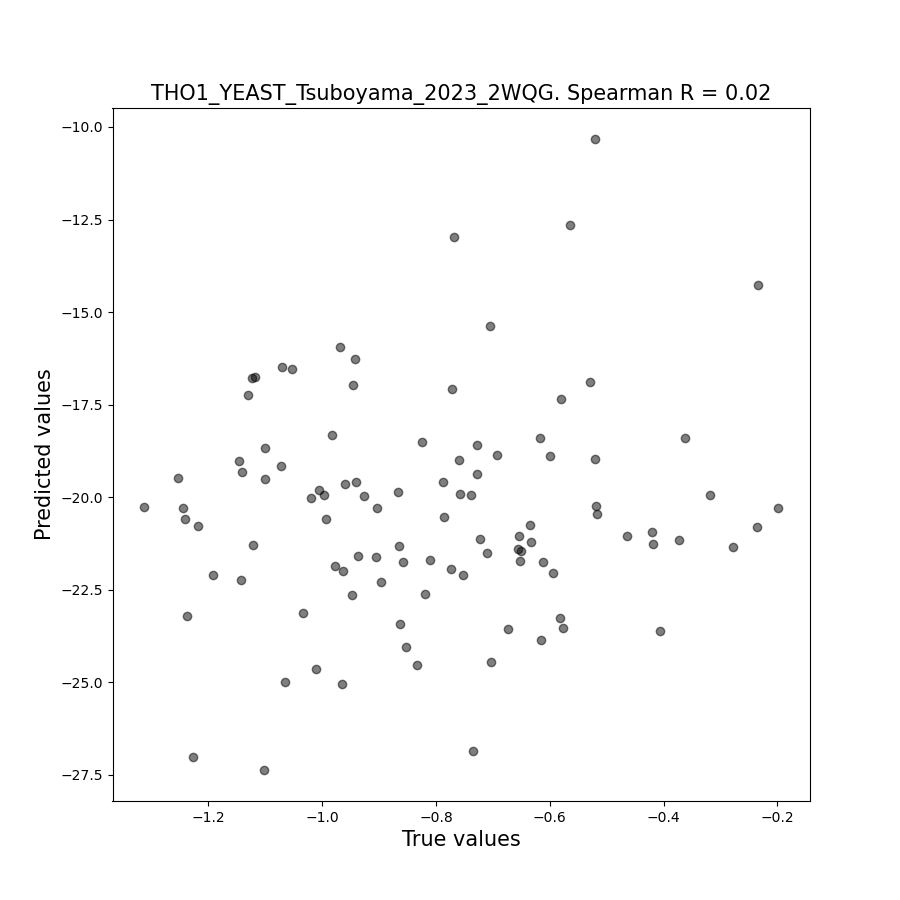 THO1_YEAST_Tsuboyama_2023_2WQG. Spearman R = 0.02
−10.0
−12.5
−15.0
−17.5
−20.0
−22.5
−25.0
−27.5
Predicted values
−1.2 −1.0 −0.8 −0.6 −0.4 −0.2
True values